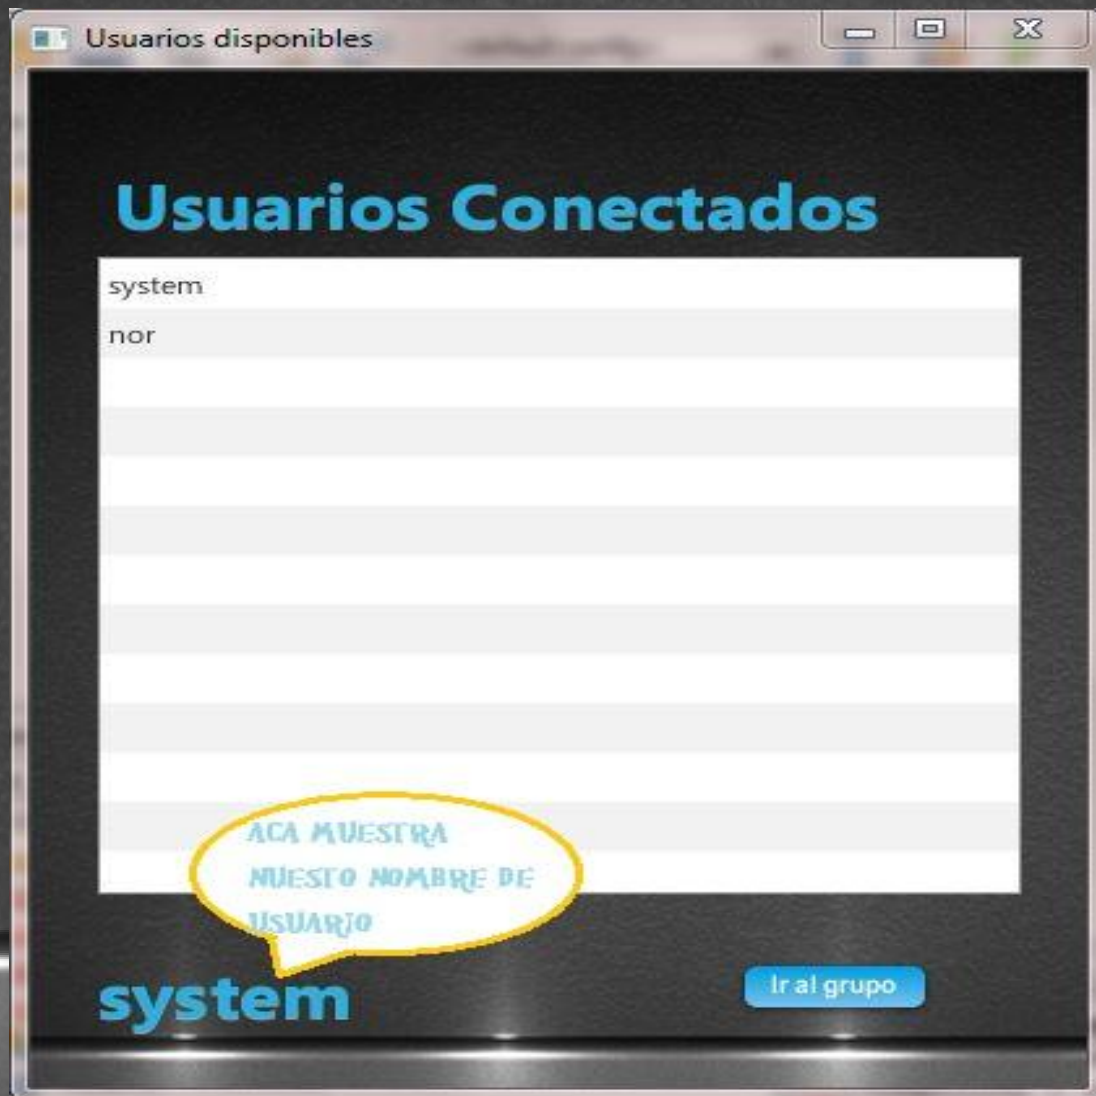 Usuarios disponibles
Usuarios Conectados
system
nor
ACA MUESTRA
NUESTO NOMBRE DE
USUARIO
system
Ir al grupo